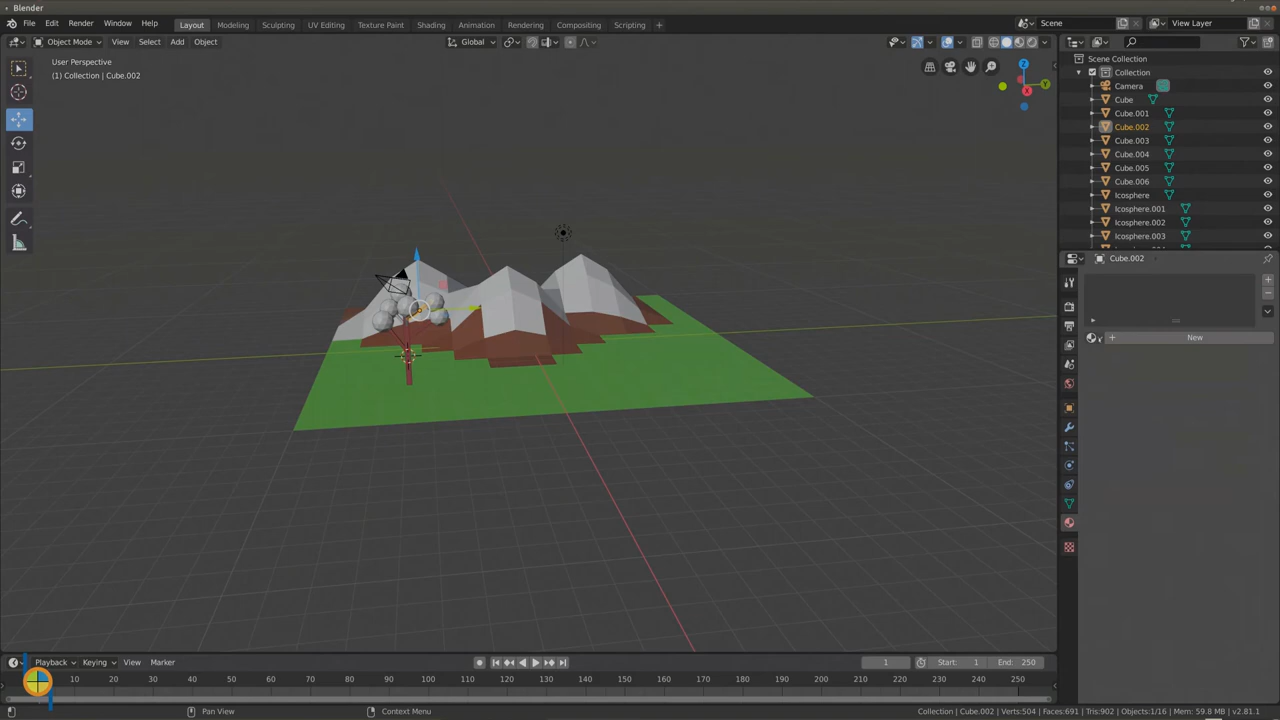 Blender
File Edit Render Window Help Layout Modeling Sculpting UV Editing Texture Paint Shading Animation Rendering Compositing Scripting + Scene View Layer
Object Mode View Select Add Object Global
User Perspective
(1) Collection | Cube.002
Z
Y
X
Scene Collection
Collection
Camera
Cube
Cube.001
Cube.002
Cube.003
Cube.004
Cube.005
Cube.006
Icosphere
Icosphere.001
Icosphere.002
Icosphere.003
Cube.002
New
Playback Keying View Marker 1 Start: 1 End: 250
10 20 30 40 50 60 70 80 90 100 110 120 130 140 150 160 170 180 190 200 210 220 230 240 250
Pan View Context Menu Collection | Cube.002 | Verts:504 | Faces:691 | Tris:902 | Objects:1/16 | Mem: 59.8 MB | v2.81.1